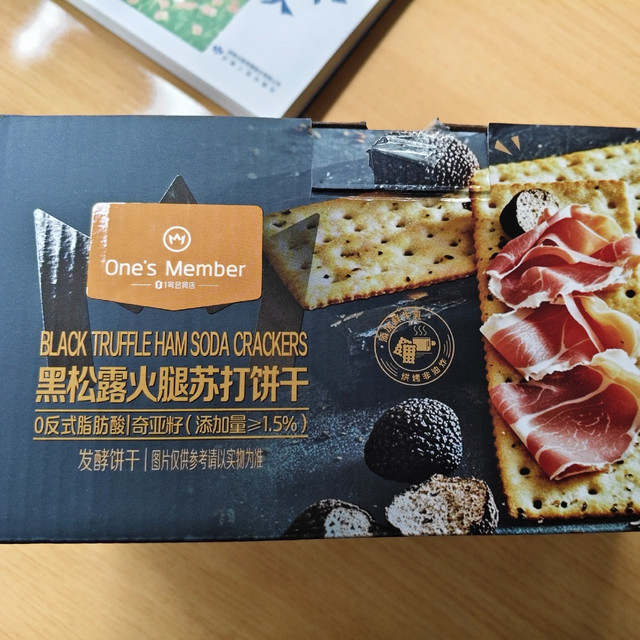 One's Member
1号会员店
BLACK TRUFFLE HAM SODA CRACKERS
黑松露火腿苏打饼干
0反式脂肪酸|奇亚籽(添加量≥1.5%)
发酵饼干|图片仅供参考请以实物为准
烘烤非油炸